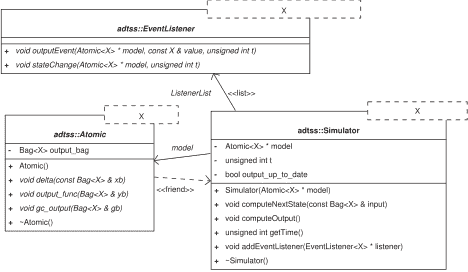 X
adtss::EventListener
+ void outputEvent(Atomic<X> * model, const X & value, unsigned int t)
+ void stateChange(Atomic<X> * model, unsigned int t)
ListenerList
<<list>>
X
adtss::Atomic
- Bag<X> output_bag
+ Atomic()
+ void delta(const Bag<X> & xb)
+ void output_func(Bag<X> & yb)
+ void gc_output(Bag<X> & gb)
+ ~Atomic()
model
<<friend>>
X
adtss::Simulator
- Atomic<X> * model
- unsigned int t
- bool output_up_to_date
+ Simulator(Atomic<X> * model)
+ void computeNextState(const Bag<X> & input)
+ void computeOutput()
+ unsigned int getTime()
+ void addEventListener(EventListener<X> * listener)
+ ~Simulator()